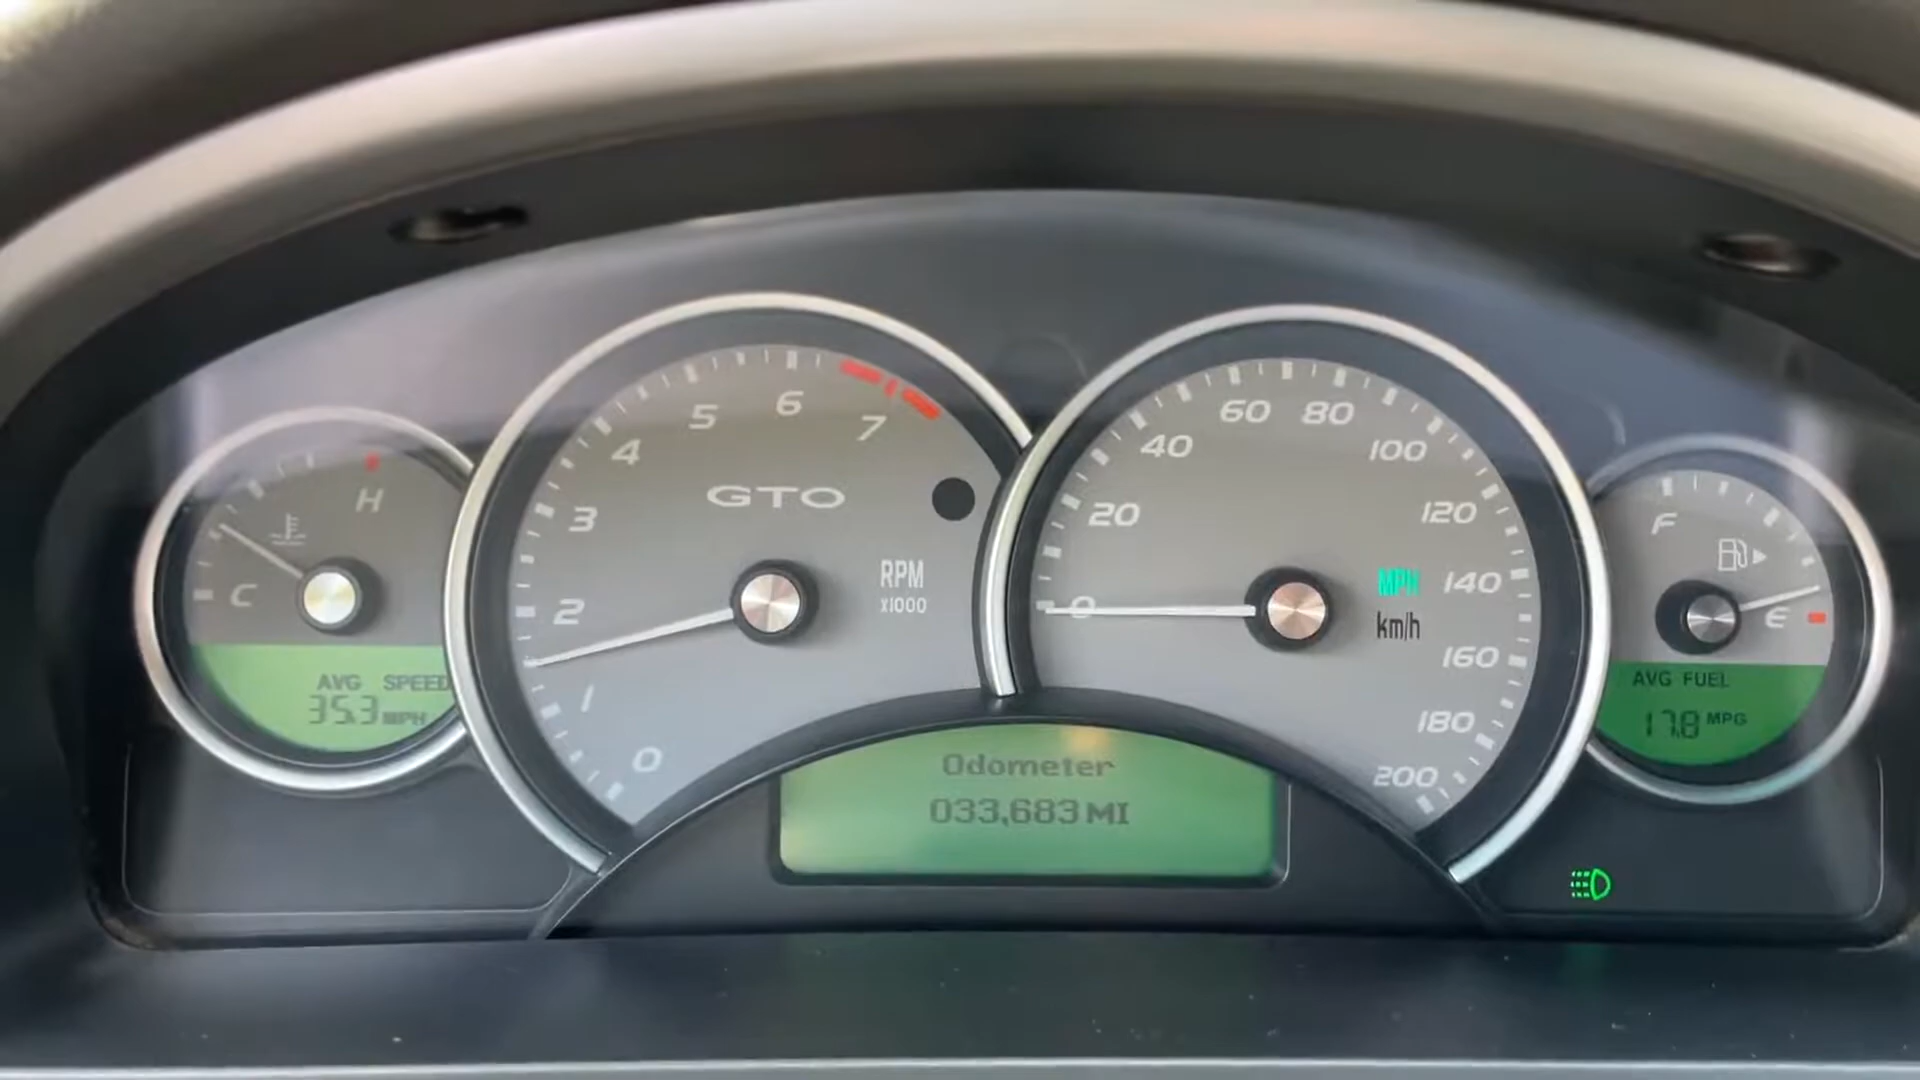 H
C
AVG SPEED
35.3 MPH
0
1
2
3
4
5
6
7
GTO
RPM
x1000
0
20
40
60
80
100
120
140
160
180
200
MPH
km/h
Odometer
033,683 MI
F
E
AVG FUEL
17.8 MPG